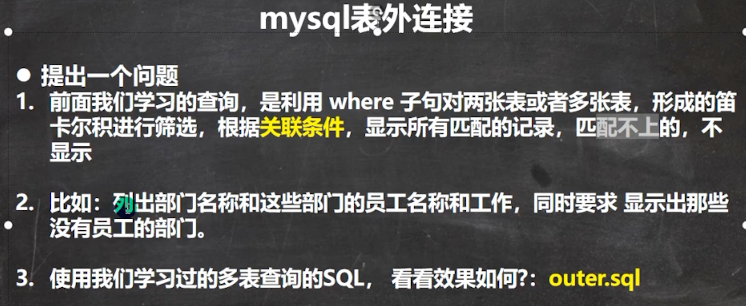 mysql表外连接
● 提出一个问题
1. 前面我们学习的查询，是利用 where 子句对两张表或者多张表，形成的笛
卡尔积进行筛选，根据关联条件，显示所有匹配的记录，匹配不上的，不
显示
2. 比如：列出部门名称和这些部门的员工名称和工作，同时要求 显示出那些
没有员工的部门。
3. 使用我们学习过的多表查询的SQL， 看看效果如何?：outer.sql